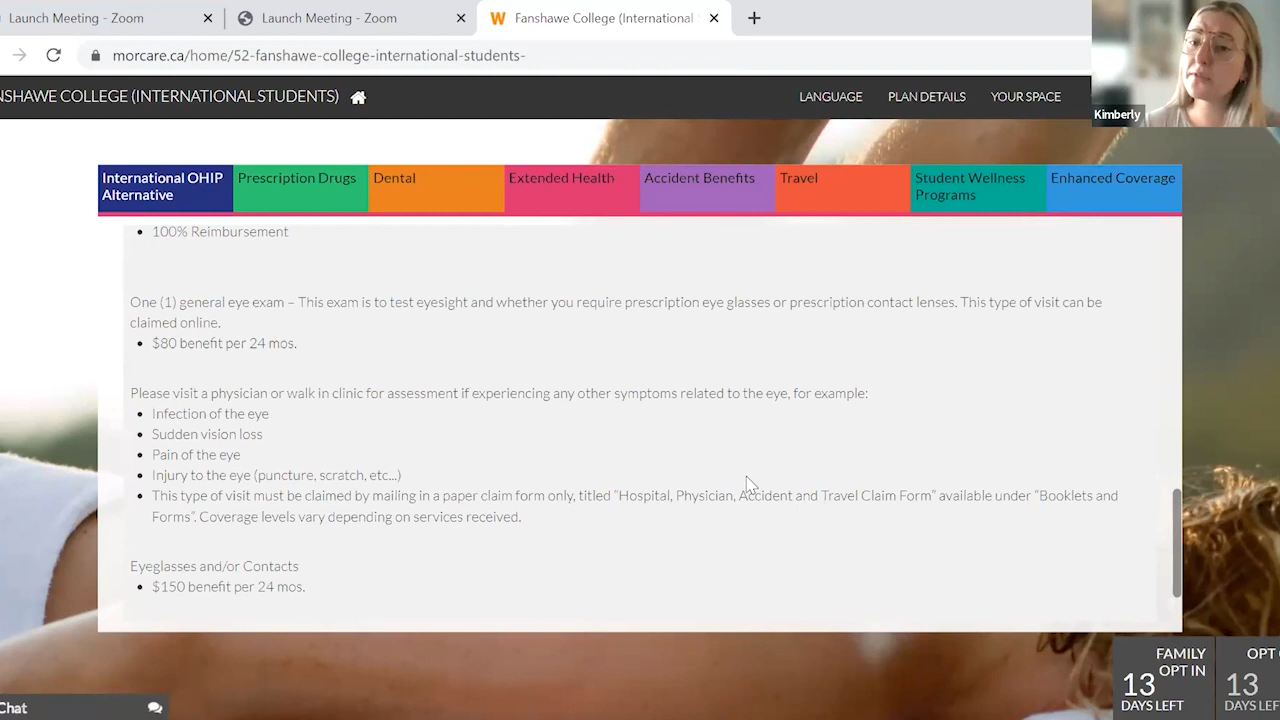 Launch Meeting - Zoom
Launch Meeting - Zoom
Fanshawe College (International
morcare.ca/home/52-fanshawe-college-international-students-
NSHAWE COLLEGE (INTERNATIONAL STUDENTS)
LANGUAGE
PLAN DETAILS
YOUR SPACE
Kimberly
International OHIP
Alternative
Prescription Drugs
Dental
Extended Health
Accident Benefits
Travel
Student Wellness
Programs
Enhanced Coverage
• 100% Reimbursement
One (1) general eye exam – This exam is to test eyesight and whether you require prescription eye glasses or prescription contact lenses. This type of visit can be
claimed online.
• $80 benefit per 24 mos.
Please visit a physician or walk in clinic for assessment if experiencing any other symptoms related to the eye, for example:
• Infection of the eye
• Sudden vision loss
• Pain of the eye
• Injury to the eye (puncture, scratch, etc...)
• This type of visit must be claimed by mailing in a paper claim form only, titled “Hospital, Physician, Accident and Travel Claim Form” available under “Booklets and
Forms”. Coverage levels vary depending on services received.
Eyeglasses and/or Contacts
• $150 benefit per 24 mos.
FAMILY
OPT IN
13
DAYS LEFT
OPT
13
DAYS LEF
Chat